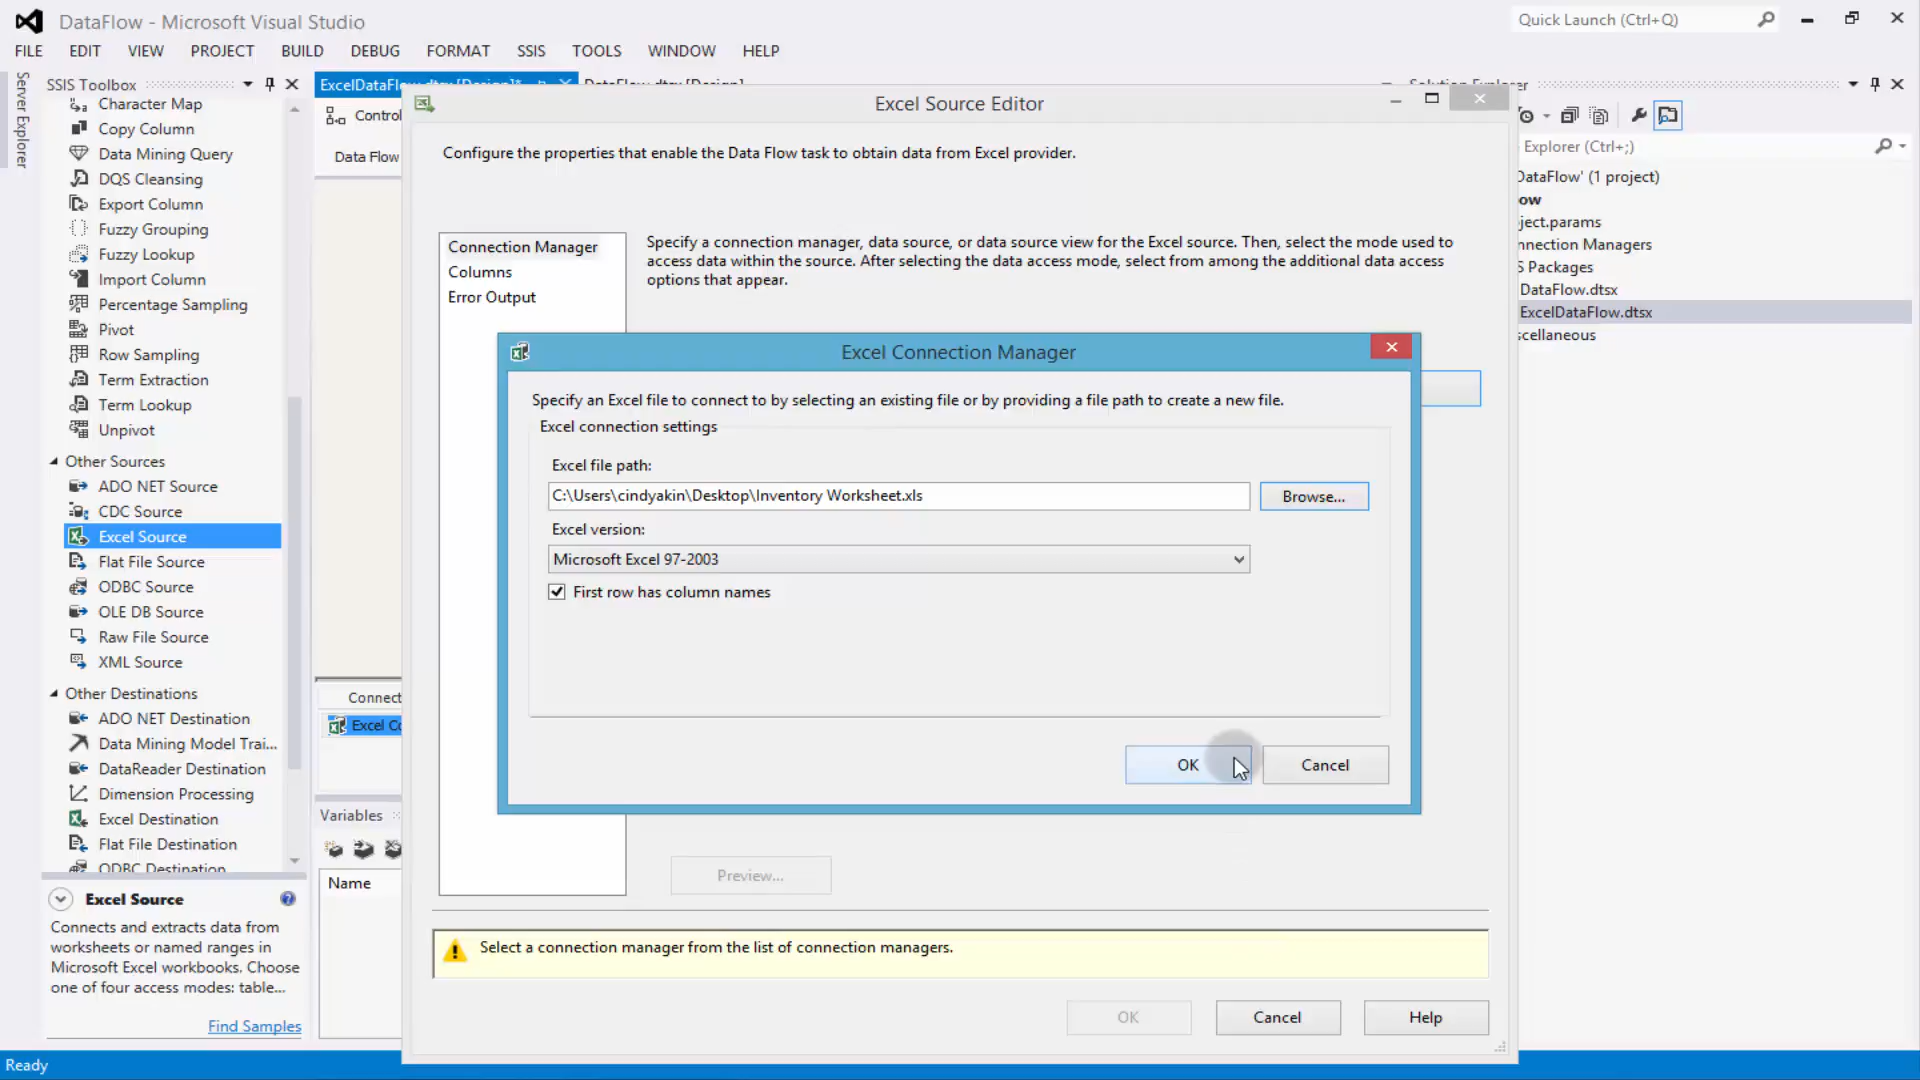 DataFlow - Microsoft Visual Studio
Quick Launch (Ctrl+Q)
FILE EDIT VIEW PROJECT BUILD DEBUG FORMAT SSIS TOOLS WINDOW HELP
Server Explorer
SSIS Toolbox
Character Map
Copy Column
Data Mining Query
DQS Cleansing
Export Column
Fuzzy Grouping
Fuzzy Lookup
Import Column
Percentage Sampling
Pivot
Row Sampling
Term Extraction
Term Lookup
Unpivot
Other Sources
ADO NET Source
CDC Source
Excel Source
Flat File Source
ODBC Source
OLE DB Source
Raw File Source
XML Source
Other Destinations
ADO NET Destination
Data Mining Model Trai...
DataReader Destination
Dimension Processing
Excel Destination
Flat File Destination
ODBC Destination
Excel Source
Connects and extracts data from
worksheets or named ranges in
Microsoft Excel workbooks. Choose
one of four access modes: table...
Find Samples
ExcelDataFlow.dtsx [Design]* DataFlow.dtsx [Design]
Control
Data Flow
Connect
Excel Co
Variables
Name
Excel Source Editor
Configure the properties that enable the Data Flow task to obtain data from Excel provider.
Connection Manager
Columns
Error Output
Specify a connection manager, data source, or data source view for the Excel source. Then, select the mode used to
access data within the source. After selecting the data access mode, select from among the additional data access
options that appear.
Excel Connection Manager
Specify an Excel file to connect to by selecting an existing file or by providing a file path to create a new file.
Excel connection settings
Excel file path:
C:\Users\cindyakin\Desktop\Inventory Worksheet.xls
Browse...
Excel version:
Microsoft Excel 97-2003
First row has column names
OK Cancel
Preview...
Select a connection manager from the list of connection managers.
OK Cancel Help
Solution Explorer
Explorer (Ctrl+;)
DataFlow' (1 project)
ow
ject.params
nnection Managers
S Packages
DataFlow.dtsx
ExcelDataFlow.dtsx
scellaneous
Ready